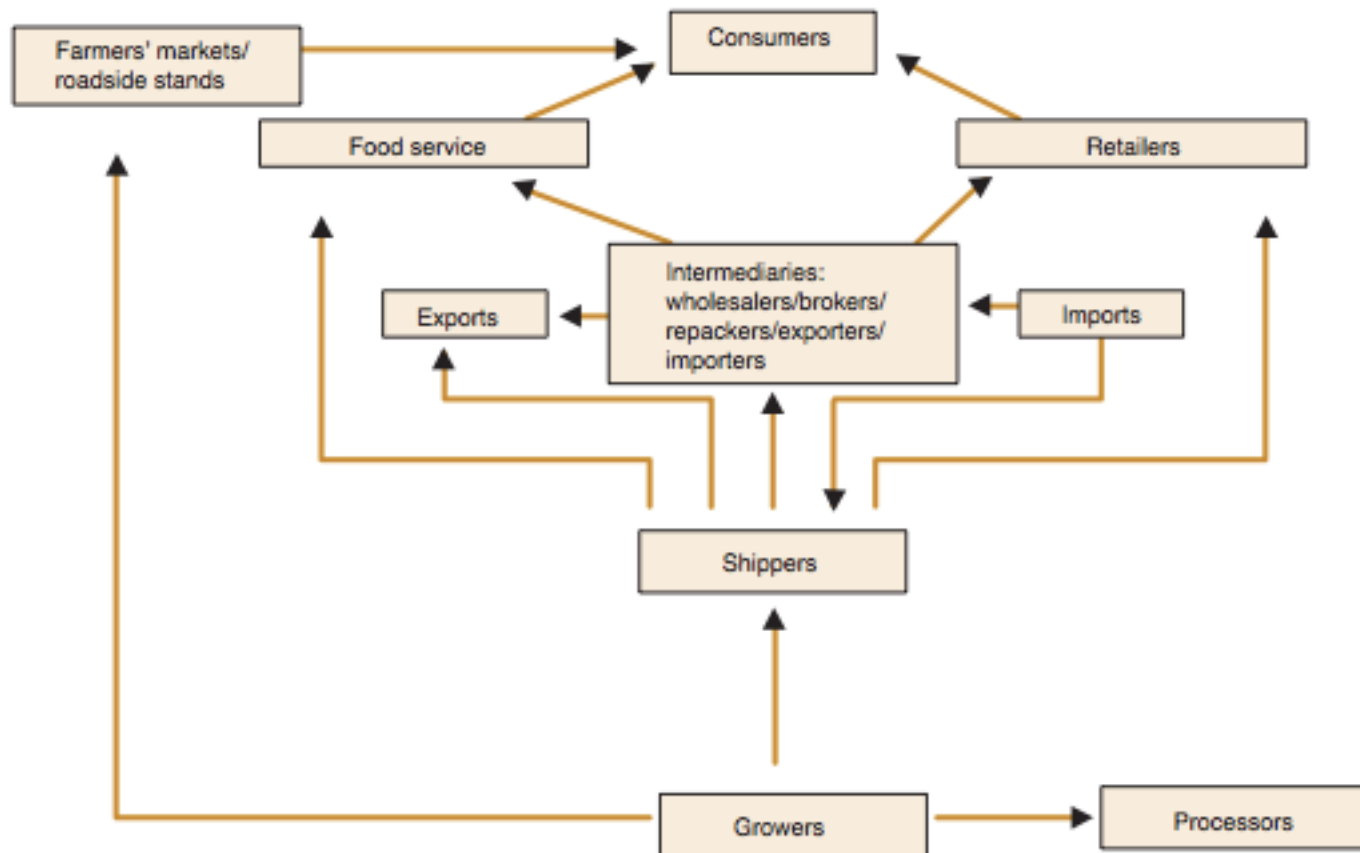 Consumers
Farmers' markets/
roadside stands
Food service
Retailers
Intermediaries:
wholesalers/brokers/
repackers/exporters/
importers
Exports
Imports
Shippers
Growers
Processors